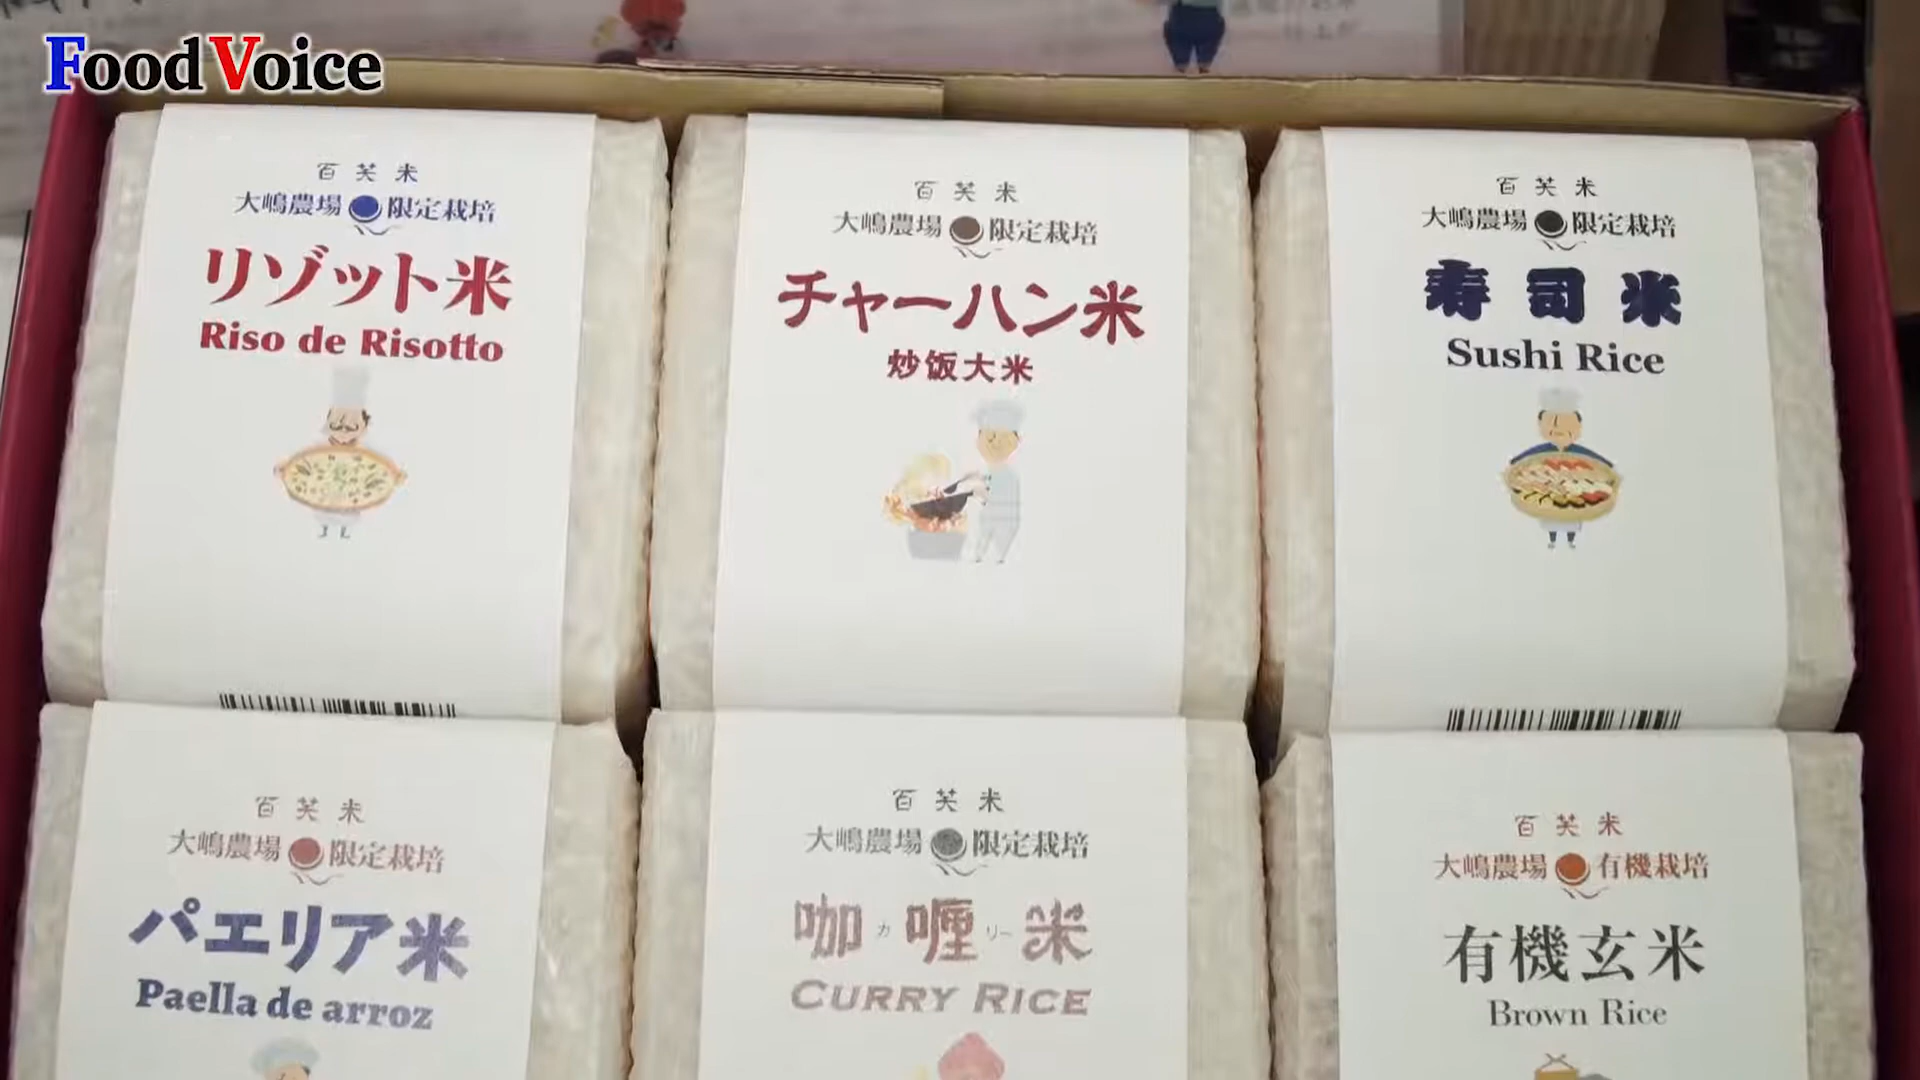 Food Voice
百笑米
大嶋農場 限定栽培
リゾット米
Riso de Risotto
百笑米
大嶋農場 限定栽培
チャーハン米
炒饭大米
百笑米
大嶋農場 限定栽培
寿司米
Sushi Rice
百笑米
大嶋農場 限定栽培
パエリア米
Paella de arroz
百笑米
大嶋農場 限定栽培
咖カ喱リー米
CURRY RICE
百笑米
大嶋農場 有機栽培
有機玄米
Brown Rice